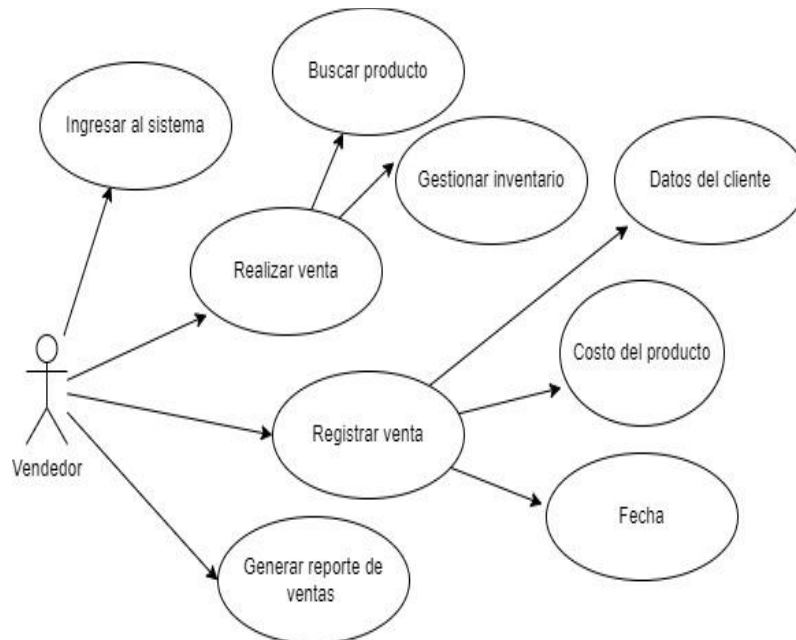 Buscar producto
Ingresar al sistema
Gestionar inventario
Datos del cliente
Realizar venta
Costo del producto
Registrar venta
Vendedor
Fecha
Generar reporte de
ventas